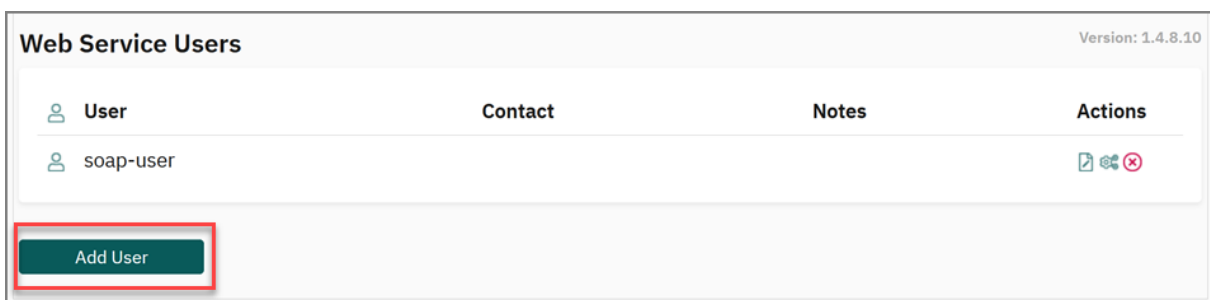 Web Service Users
Version: 1.4.8.10
User Contact Notes Actions
soap-user
Add User